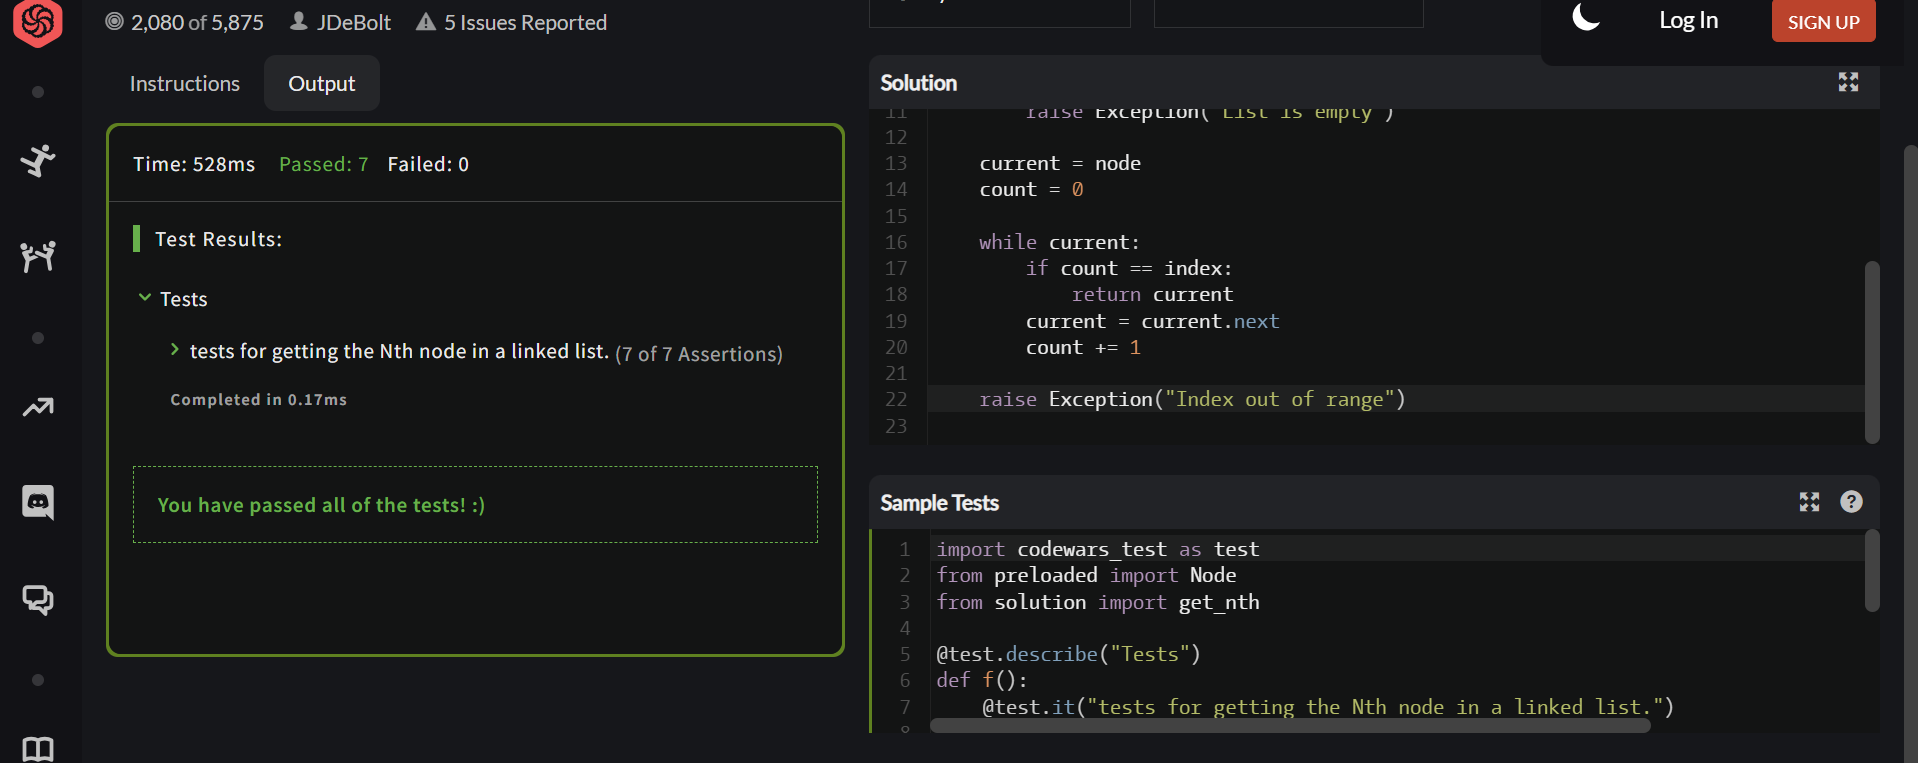 2,080 of 5,875 JDeBolt 5 Issues Reported
Log In
SIGN UP
Instructions
Output
Time: 528ms Passed: 7 Failed: 0
Test Results:
Tests
tests for getting the Nth node in a linked list. (7 of 7 Assertions)
Completed in 0.17ms
You have passed all of the tests! :)
Solution
11 raise Exception("List is empty")
12
13 current = node
14 count = 0
15
16 while current:
17 if count == index:
18 return current
19 current = current.next
20 count += 1
21
22 raise Exception("Index out of range")
23
Sample Tests
1 import codewars_test as test
2 from preloaded import Node
3 from solution import get_nth
4
5 @test.describe("Tests")
6 def f():
7 @test.it("tests for getting the Nth node in a linked list.")